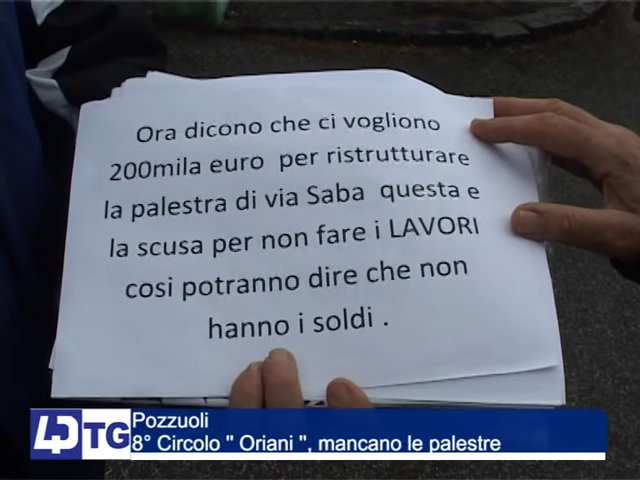 Ora dicono che ci vogliono
200mila euro per ristrutturare
la palestra di via Saba questa e
la scusa per non fare i LAVORI
cosi potranno dire che non
hanno i soldi .
TG
Pozzuoli
8° Circolo " Oriani ", mancano le palestre